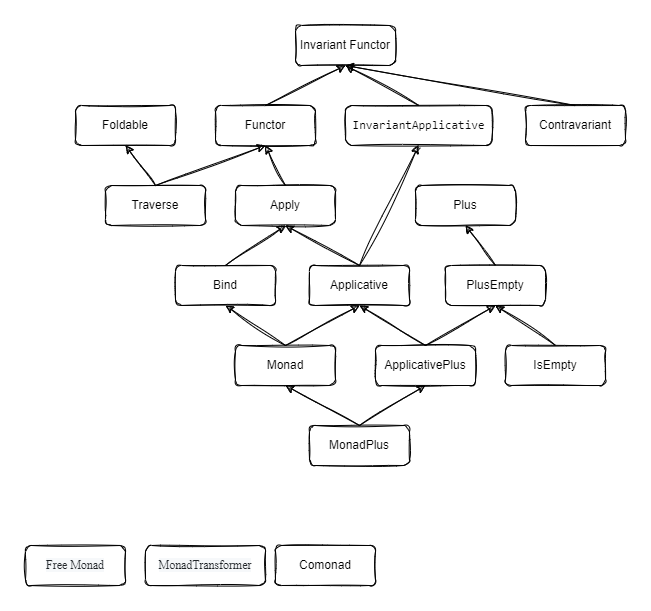 Invariant Functor
Foldable
Functor
InvariantApplicative
Contravariant
Traverse
Apply
Plus
Bind
Applicative
PlusEmpty
Monad
ApplicativePlus
IsEmpty
MonadPlus
Free Monad
MonadTransformer
Comonad